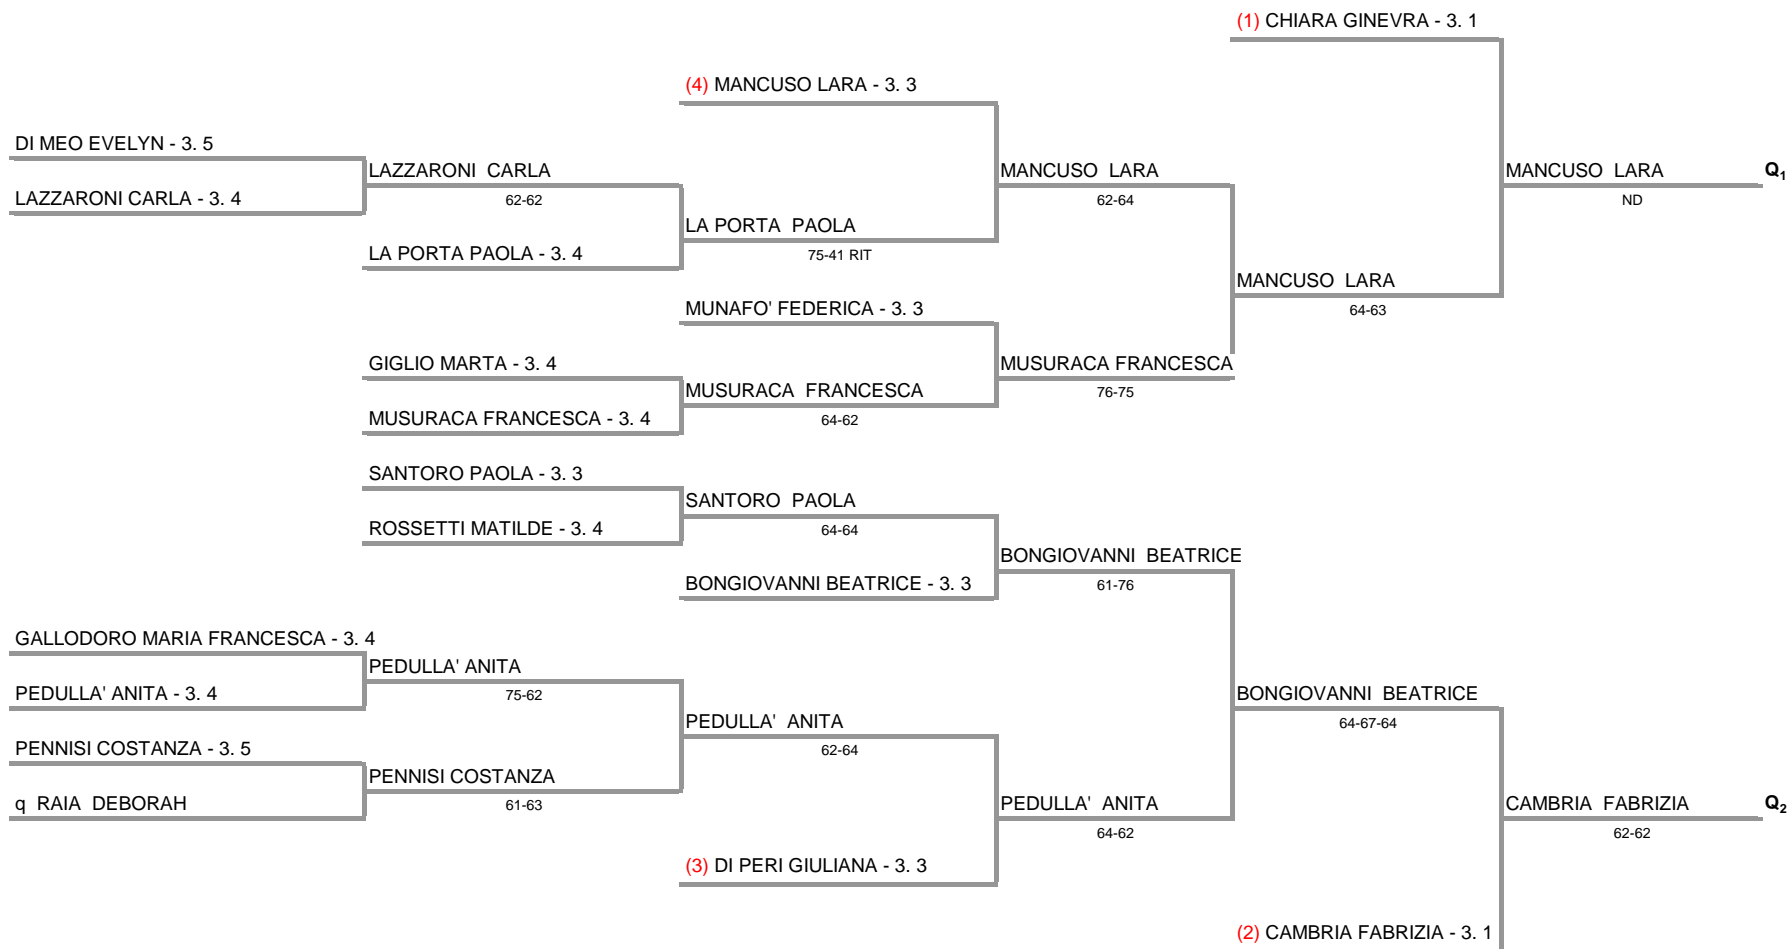 (1) CHIARA GINEVRA - 3. 1
(4) MANCUSO LARA - 3. 3
DI MEO EVELYN - 3. 5
LAZZARONI  CARLA
MANCUSO  LARA
MANCUSO  LARA
Q1
62-62
62-64
ND
LAZZARONI CARLA - 3. 4
LA PORTA  PAOLA
LA PORTA PAOLA - 3. 4
75-41 RIT
MANCUSO  LARA
64-63
MUNAFO' FEDERICA - 3. 3
GIGLIO MARTA - 3. 4
MUSURACA FRANCESCA
76-75
MUSURACA  FRANCESCA
64-62
MUSURACA FRANCESCA - 3. 4
SANTORO PAOLA - 3. 3
SANTORO  PAOLA
64-64
ROSSETTI MATILDE - 3. 4
BONGIOVANNI  BEATRICE
61-76
BONGIOVANNI BEATRICE - 3. 3
GALLODORO MARIA FRANCESCA - 3. 4
PEDULLA' ANITA
75-62
PEDULLA' ANITA - 3. 4
BONGIOVANNI  BEATRICE
64-67-64
PEDULLA'  ANITA
62-64
PENNISI COSTANZA - 3. 5
PENNISI COSTANZA
61-63
q  RAIA  DEBORAH
PEDULLA'  ANITA
64-62
CAMBRIA  FABRIZIA
62-62
Q2
(3) DI PERI GIULIANA - 3. 3
(2) CAMBRIA FABRIZIA - 3. 1